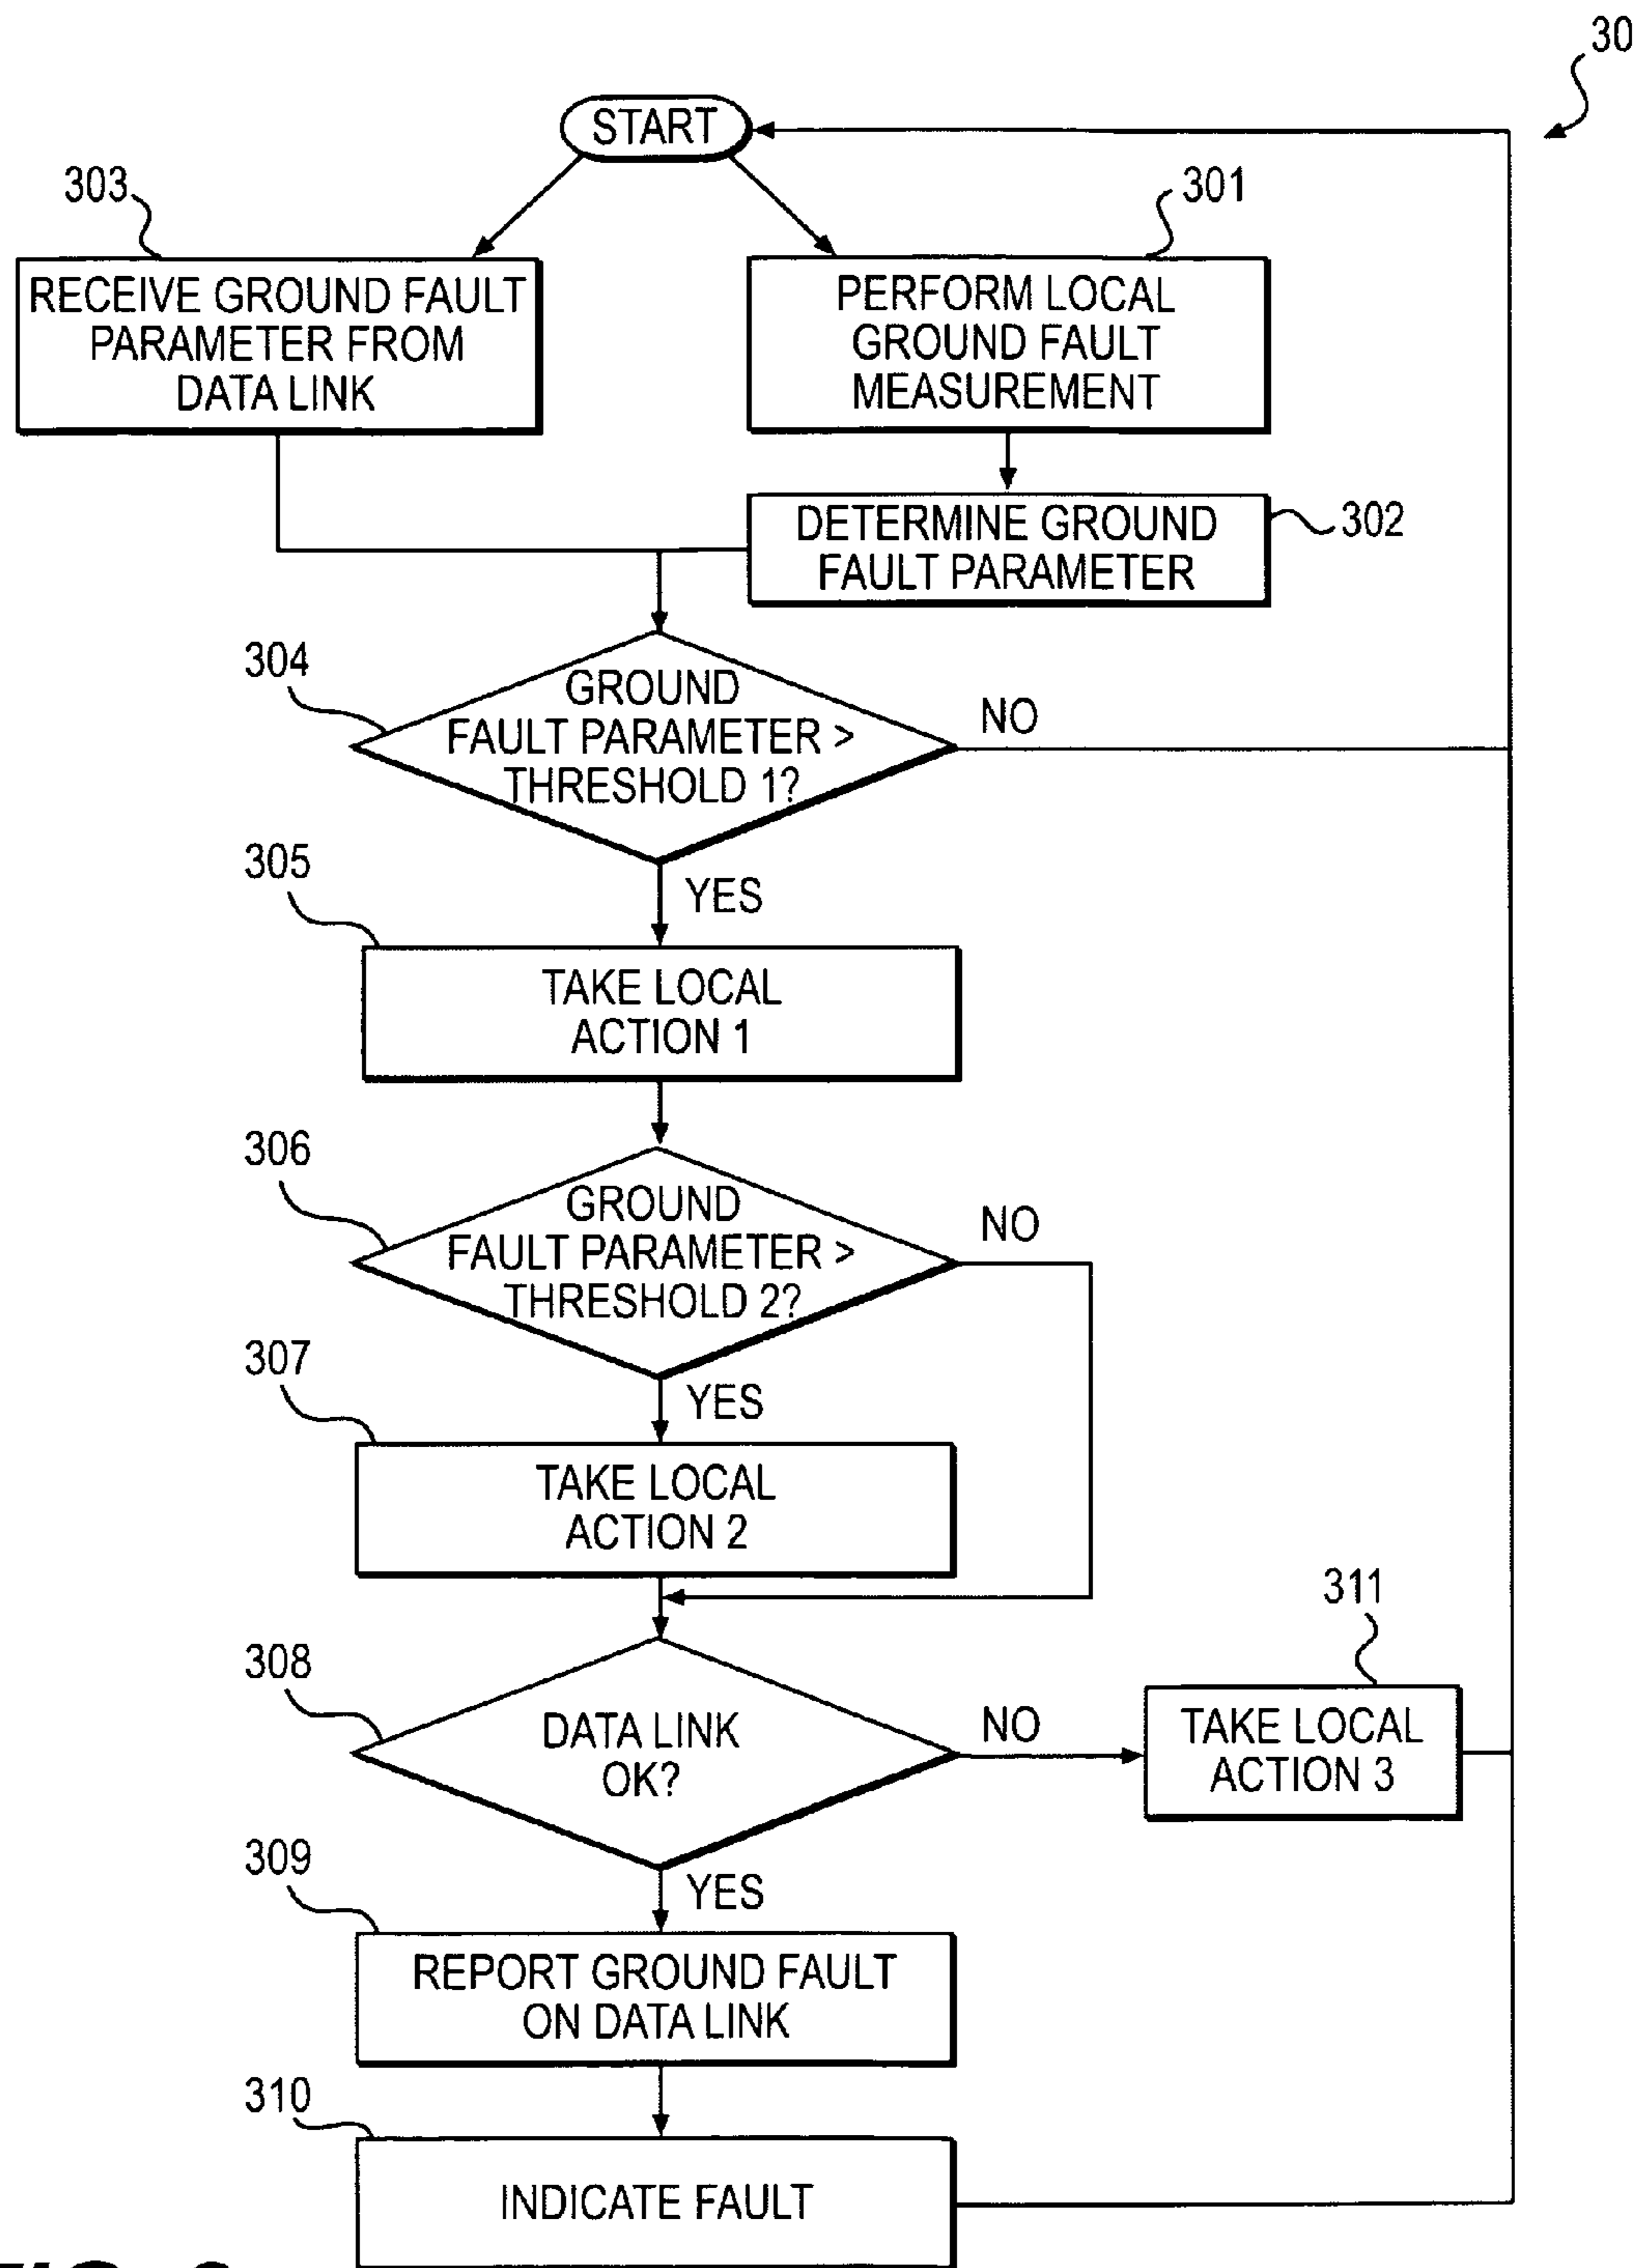 30
START
303
301
RECEIVE GROUND FAULT
PARAMETER FROM
DATA LINK
PERFORM LOCAL
GROUND FAULT
MEASUREMENT
DETERMINE GROUND
FAULT PARAMETER
302
304
GROUND
FAULT PARAMETER >
THRESHOLD 1?
NO
YES
305
TAKE LOCAL
ACTION 1
306
GROUND
FAULT PARAMETER >
THRESHOLD 2?
NO
YES
307
TAKE LOCAL
ACTION 2
308
DATA LINK
OK?
NO
311
TAKE LOCAL
ACTION 3
YES
309
REPORT GROUND FAULT
ON DATA LINK
310
INDICATE FAULT